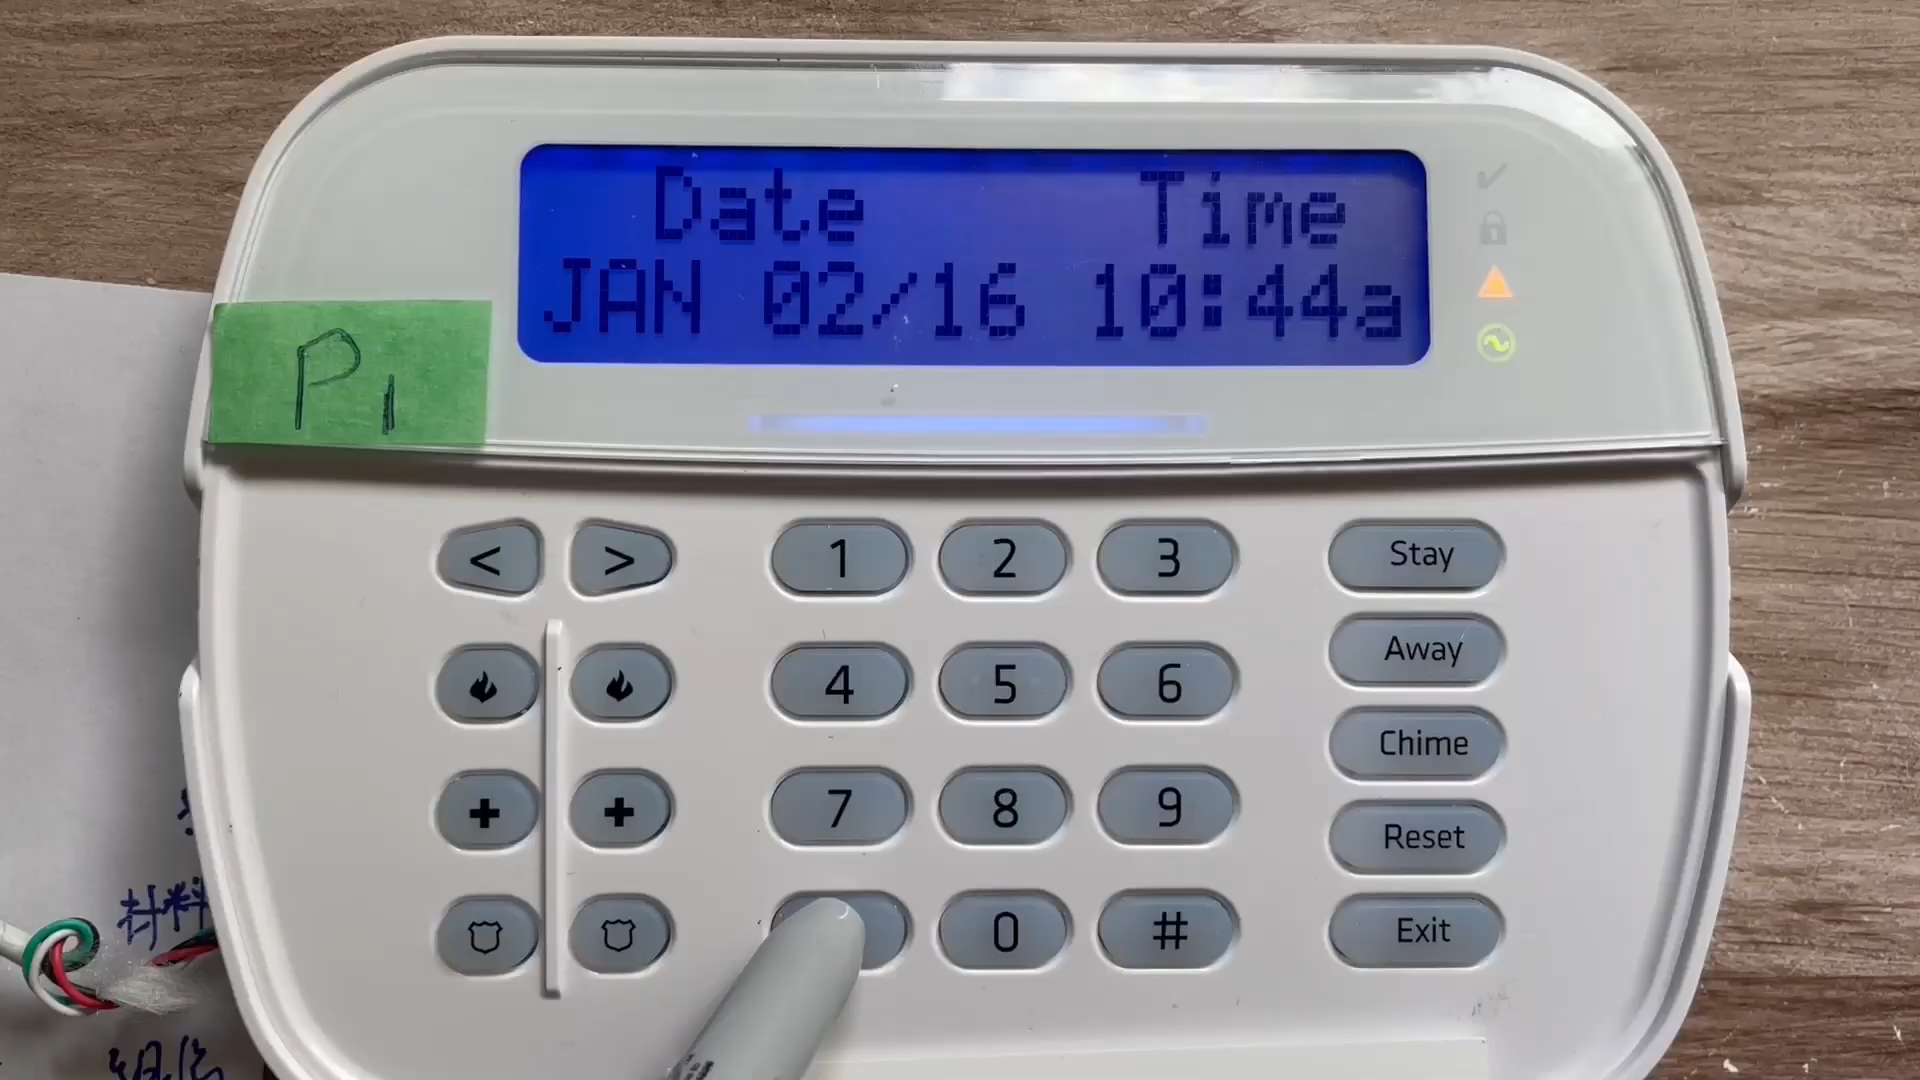 Date Time
JAN 02/16 10:44a
P1
< > 1 2 3 Stay
4 5 6 Away
7 8 9 Chime
Reset
0 # Exit
材料